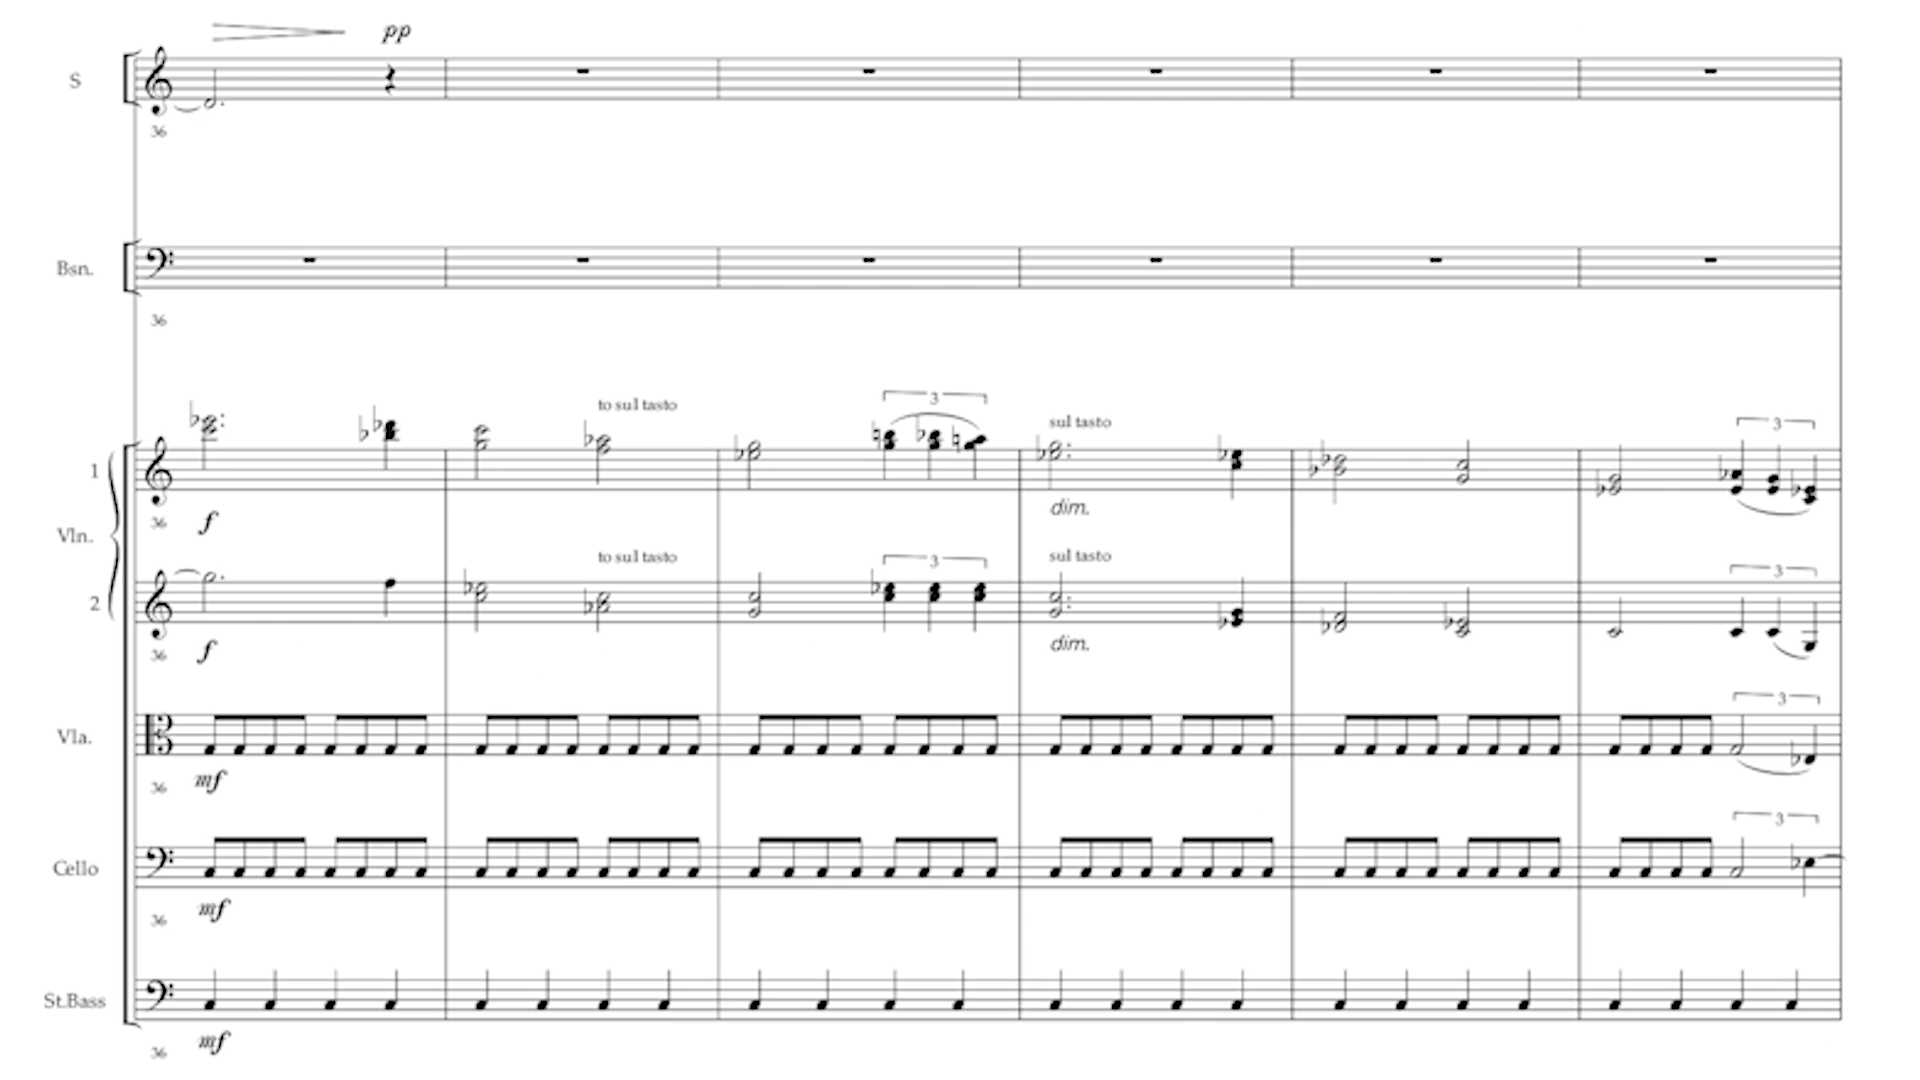 pp
S
36
Bsn.
36
to sul tasto
3
sul tasto
3
1
dim.
36
f
Vln.
to sul tasto
3
sul tasto
3
2
dim.
36
f
3
Vla.
mf
36
3
Cello
mf
36
St.Bass
mf
36